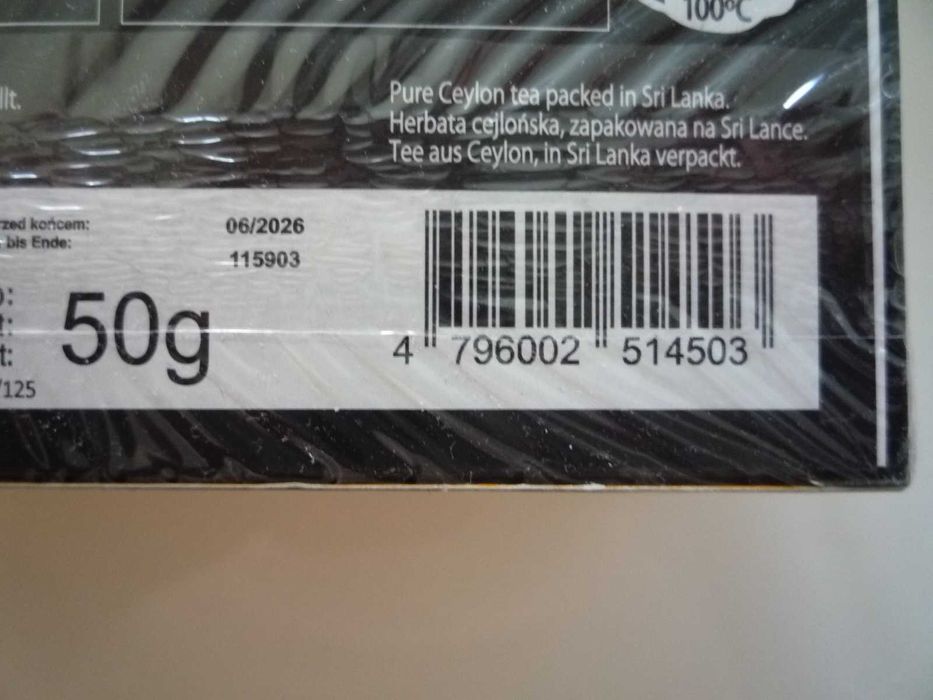 100°C
llt.
Pure Ceylon tea packed in Sri Lanka.
Herbata cejlońska, zapakowana na Sri Lance.
Tee aus Ceylon, in Sri Lanka verpackt.
rzed końcem:
bis Ende:
06/2026
115903
50g
t:
t:
/125
4 796002 514503